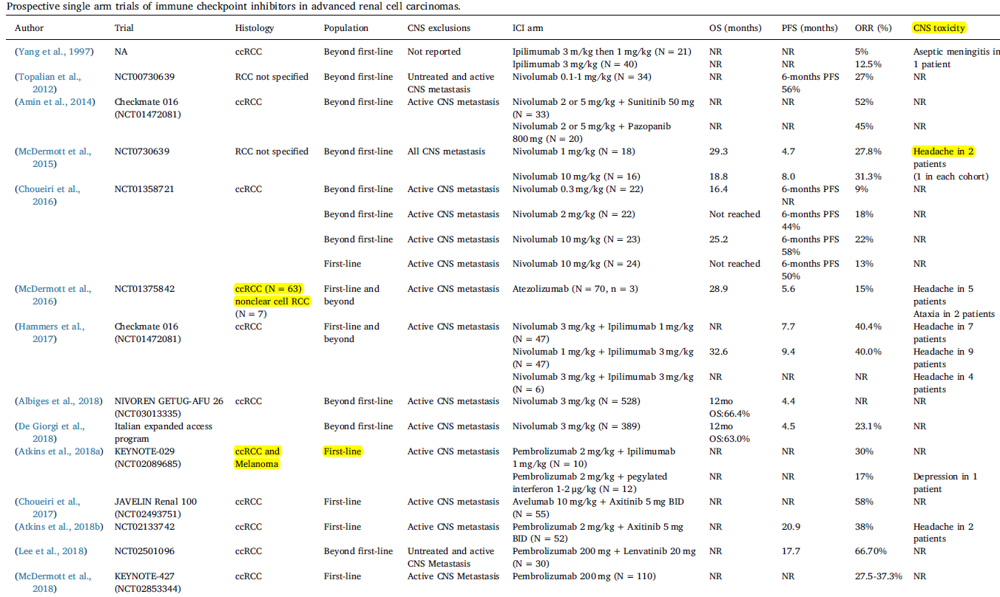 Prospective single arm trials of immune checkpoint inhibitors in advanced renal cell carcinomas.
Author Trial Histology Population CNS exclusions ICI arm OS (months) PFS (months) ORR (%) CNS toxicity
(Yang et al., 1997) NA ccRCC Beyond first-line Not reported Ipilimumab 3 m/kg then 1 mg/kg (N = 21) NR NR 5% Aseptic meningitis in
Ipilimumab 3 mg/kg (N = 40) NR NR 12.5% 1 patient
(Topalian et al., NCT00730639 RCC not specified Beyond first-line Untreated and active Nivolumab 0.1-1 mg/kg (N = 34) NR 6-months PFS 27% NR
2012) CNS metastasis 56%
(Amin et al., 2014) Checkmate 016 ccRCC Beyond first-line Active CNS metastasis Nivolumab 2 or 5 mg/kg + Sunitinib 50 mg NR NR 52% NR
(NCT01472081) (N = 33)
Nivolumab 2 or 5 mg/kg + Pazopanib NR NR 45% NR
800 mg (N = 20)
(McDermott et al., NCT0730639 RCC not specified Beyond first-line All CNS metastasis Nivolumab 1 mg/kg (N = 18) 29.3 4.7 27.8% Headache in 2
2015) patients
Nivolumab 10 mg/kg (N = 16) 18.8 8.0 31.3% (1 in each cohort)
(Choueiri et al., NCT01358721 ccRCC Beyond first-line Active CNS metastasis Nivolumab 0.3 mg/kg (N = 22) 16.4 6-months PFS 9% NR
2016) NR
Beyond first-line Active CNS metastasis Nivolumab 2 mg/kg (N = 22) Not reached 6-months PFS 18% NR
44%
Beyond first-line Active CNS metastasis Nivolumab 10 mg/kg (N = 23) 25.2 6-months PFS 22% NR
58%
First-line Active CNS metastasis Nivolumab 10 mg/kg (N = 24) Not reached 6-months PFS 13% NR
50%
(McDermott et al., NCT01375842 ccRCC (N = 63) First-line and Active CNS metastasis Atezolizumab (N = 70, n = 3) 28.9 5.6 15% Headache in 5
2016) nonclear cell RCC beyond patients
(N = 7) Ataxia in 2 patients
(Hammers et al., Checkmate 016 ccRCC First-line and Active CNS metastasis Nivolumab 3 mg/kg + Ipilimumab 1 mg/kg NR 7.7 40.4% Headache in 7
2017) (NCT01472081) beyond (N = 47) patients
Nivolumab 1 mg/kg + Ipilimumab 3 mg/kg 32.6 9.4 40.0% Headache in 9
(N = 47) patients
Nivolumab 3 mg/kg + Ipilimumab 3 mg/kg NR NR NR Headache in 4
(N = 6) patients
(Albiges et al., 2018) NIVOREN GETUG-AFU 26 ccRCC Beyond first-line Active CNS metastasis Nivolumab 3 mg/kg (N = 528) 12mo 4.4 NR NR
(NCT03013335) OS:66.4%
(De Giorgi et al., Italian expanded access Beyond first-line Active CNS metastasis Nivolumab 3 mg/kg (N = 389) 12mo 4.5 23.1% NR
2018) program OS:63.0%
(Atkins et al., 2018a) KEYNOTE-029 ccRCC and First-line Active CNS metastasis Pembrolizumab 2 mg/kg + Ipilimumab NR NR 30% NR
(NCT02089685) Melanoma 1 mg/kg (N = 10)
Pembrolizumab 2 mg/kg + pegylated NR NR 17% Depression in 1
interferon 1-2 μg/kg (N = 12) patient
(Choueiri et al., JAVELIN Renal 100 ccRCC First-line Active CNS metastasis Avelumab 10 mg/kg + Axitinib 5 mg BID NR NR 58% NR
2017) (NCT02493751) (N = 55)
(Atkins et al., 2018b) NCT02133742 ccRCC First-line Active CNS metastasis Pembrolizumab 2 mg/kg + Axitinib 5 mg NR 20.9 38% Headache in 2
BID (N = 52) patients
(Lee et al., 2018) NCT02501096 ccRCC Beyond first-line Untreated and active Pembrolizumab 200 mg + Lenvatinib 20 mg NR 17.7 66.70% NR
CNS Metastasis (N = 30)
(McDermott et al., KEYNOTE-427 ccRCC First-line Active CNS Metastasis Pembrolizumab 200 mg (N = 110) NR NR 27.5-37.3% NR
2018) (NCT02853344)